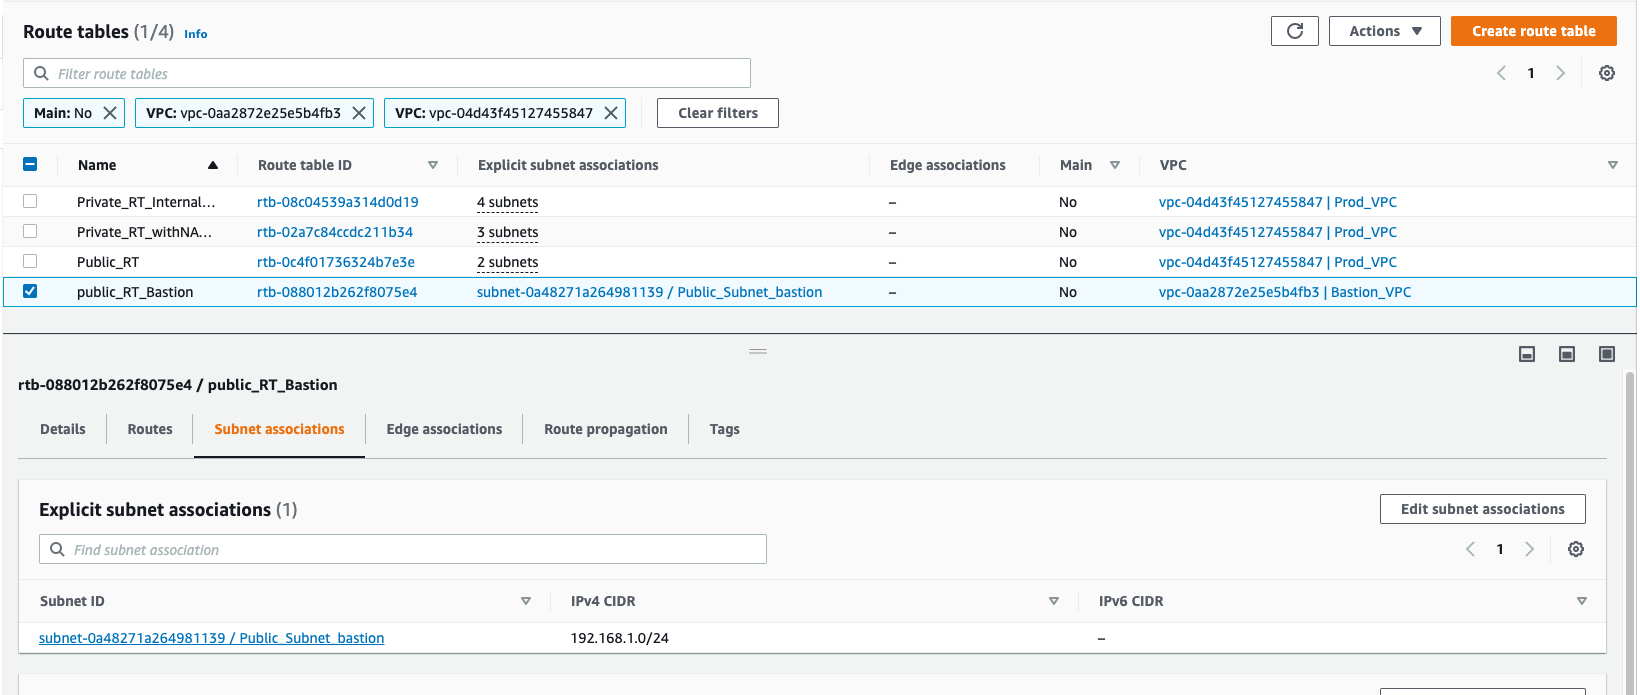 Route tables (1/4) Info
Actions
Create route table
Filter route tables
1
Main: No
VPC: vpc-0aa2872e25e5b4fb3
VPC: vpc-04d43f45127455847
Clear filters
Name Route table ID Explicit subnet associations Edge associations Main VPC
Private_RT_Internal... rtb-08c04539a314d0d19 4 subnets – No vpc-04d43f45127455847 | Prod_VPC
Private_RT_withNA... rtb-02a7c84ccdc211b34 3 subnets – No vpc-04d43f45127455847 | Prod_VPC
Public_RT rtb-0c4f01736324b7e3e 2 subnets – No vpc-04d43f45127455847 | Prod_VPC
public_RT_Bastion rtb-088012b262f8075e4 subnet-0a48271a264981139 / Public_Subnet_bastion – No vpc-0aa2872e25e5b4fb3 | Bastion_VPC
rtb-088012b262f8075e4 / public_RT_Bastion
Details Routes Subnet associations Edge associations Route propagation Tags
Explicit subnet associations (1)
Edit subnet associations
Find subnet association
1
Subnet ID IPv4 CIDR IPv6 CIDR
subnet-0a48271a264981139 / Public_Subnet_bastion 192.168.1.0/24 –